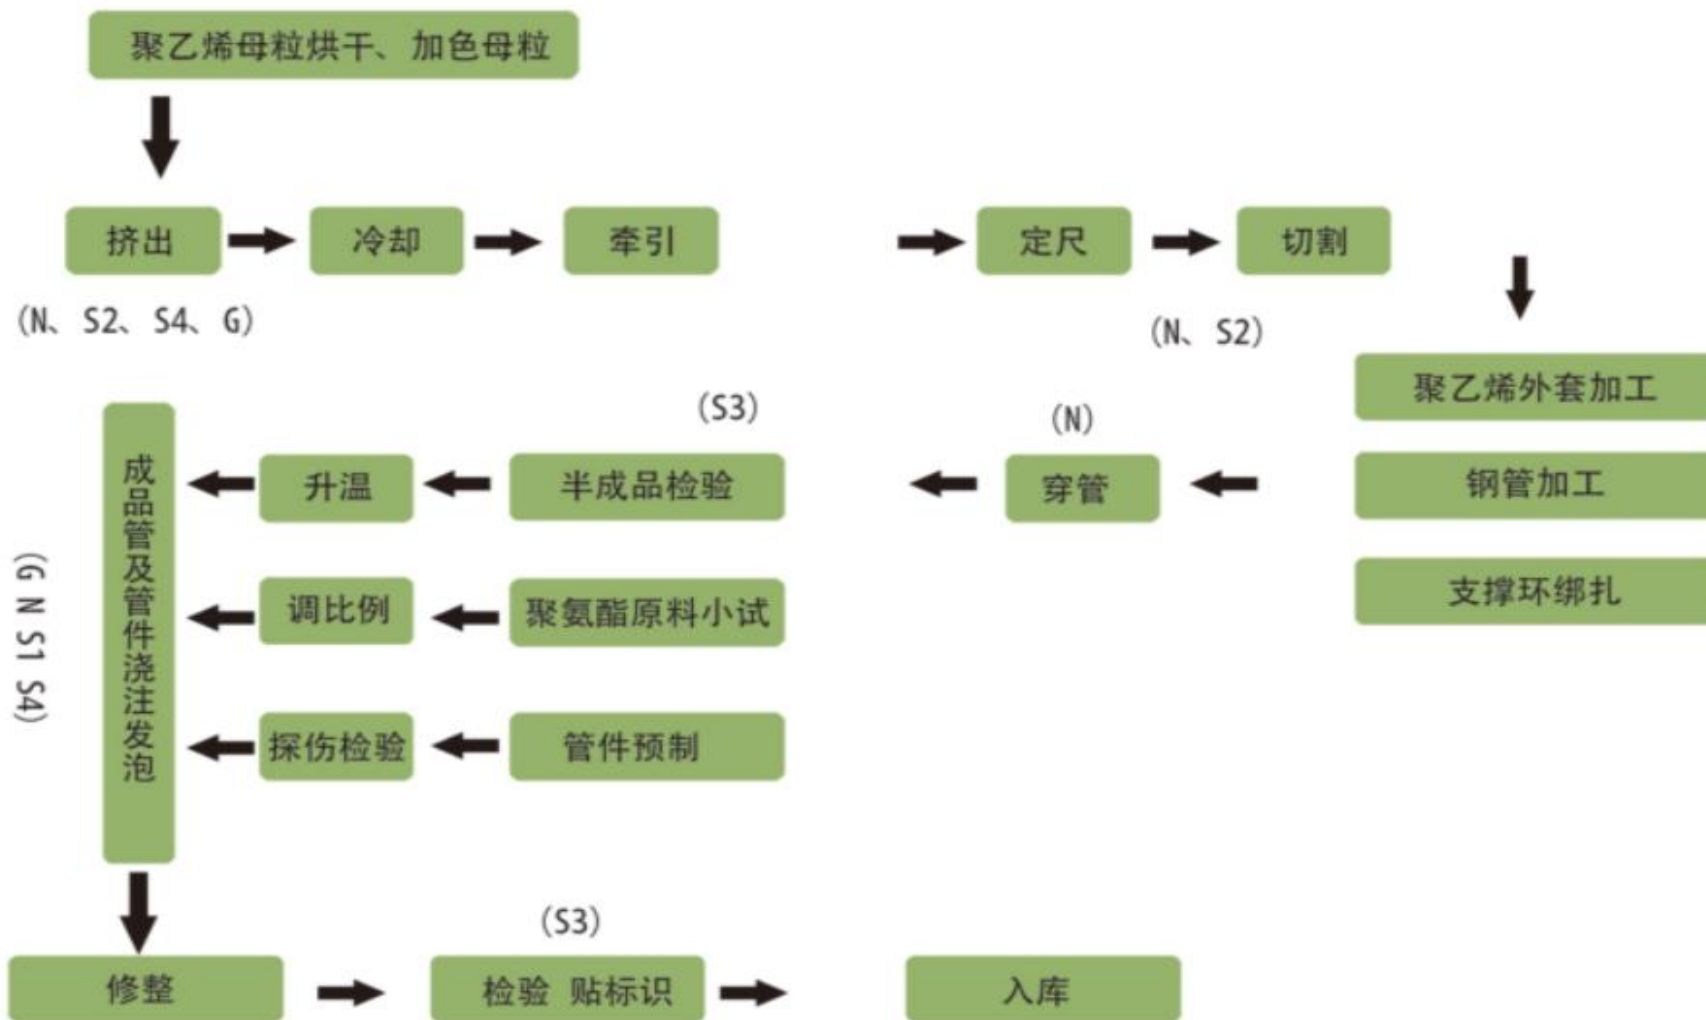 聚乙烯母粒烘干、加色母粒
挤出
冷却
牵引
定尺
切割
(N、S2、S4、G)
(N、S2)
聚乙烯外套加工
钢管加工
支撑环绑扎
(N)
穿管
(S3)
半成品检验
升温
聚氨酯原料小试
调比例
管件预制
探伤检验
成品管及管件浇注发泡
(G N S1 S4)
修整
(S3)
检验 贴标识
入库